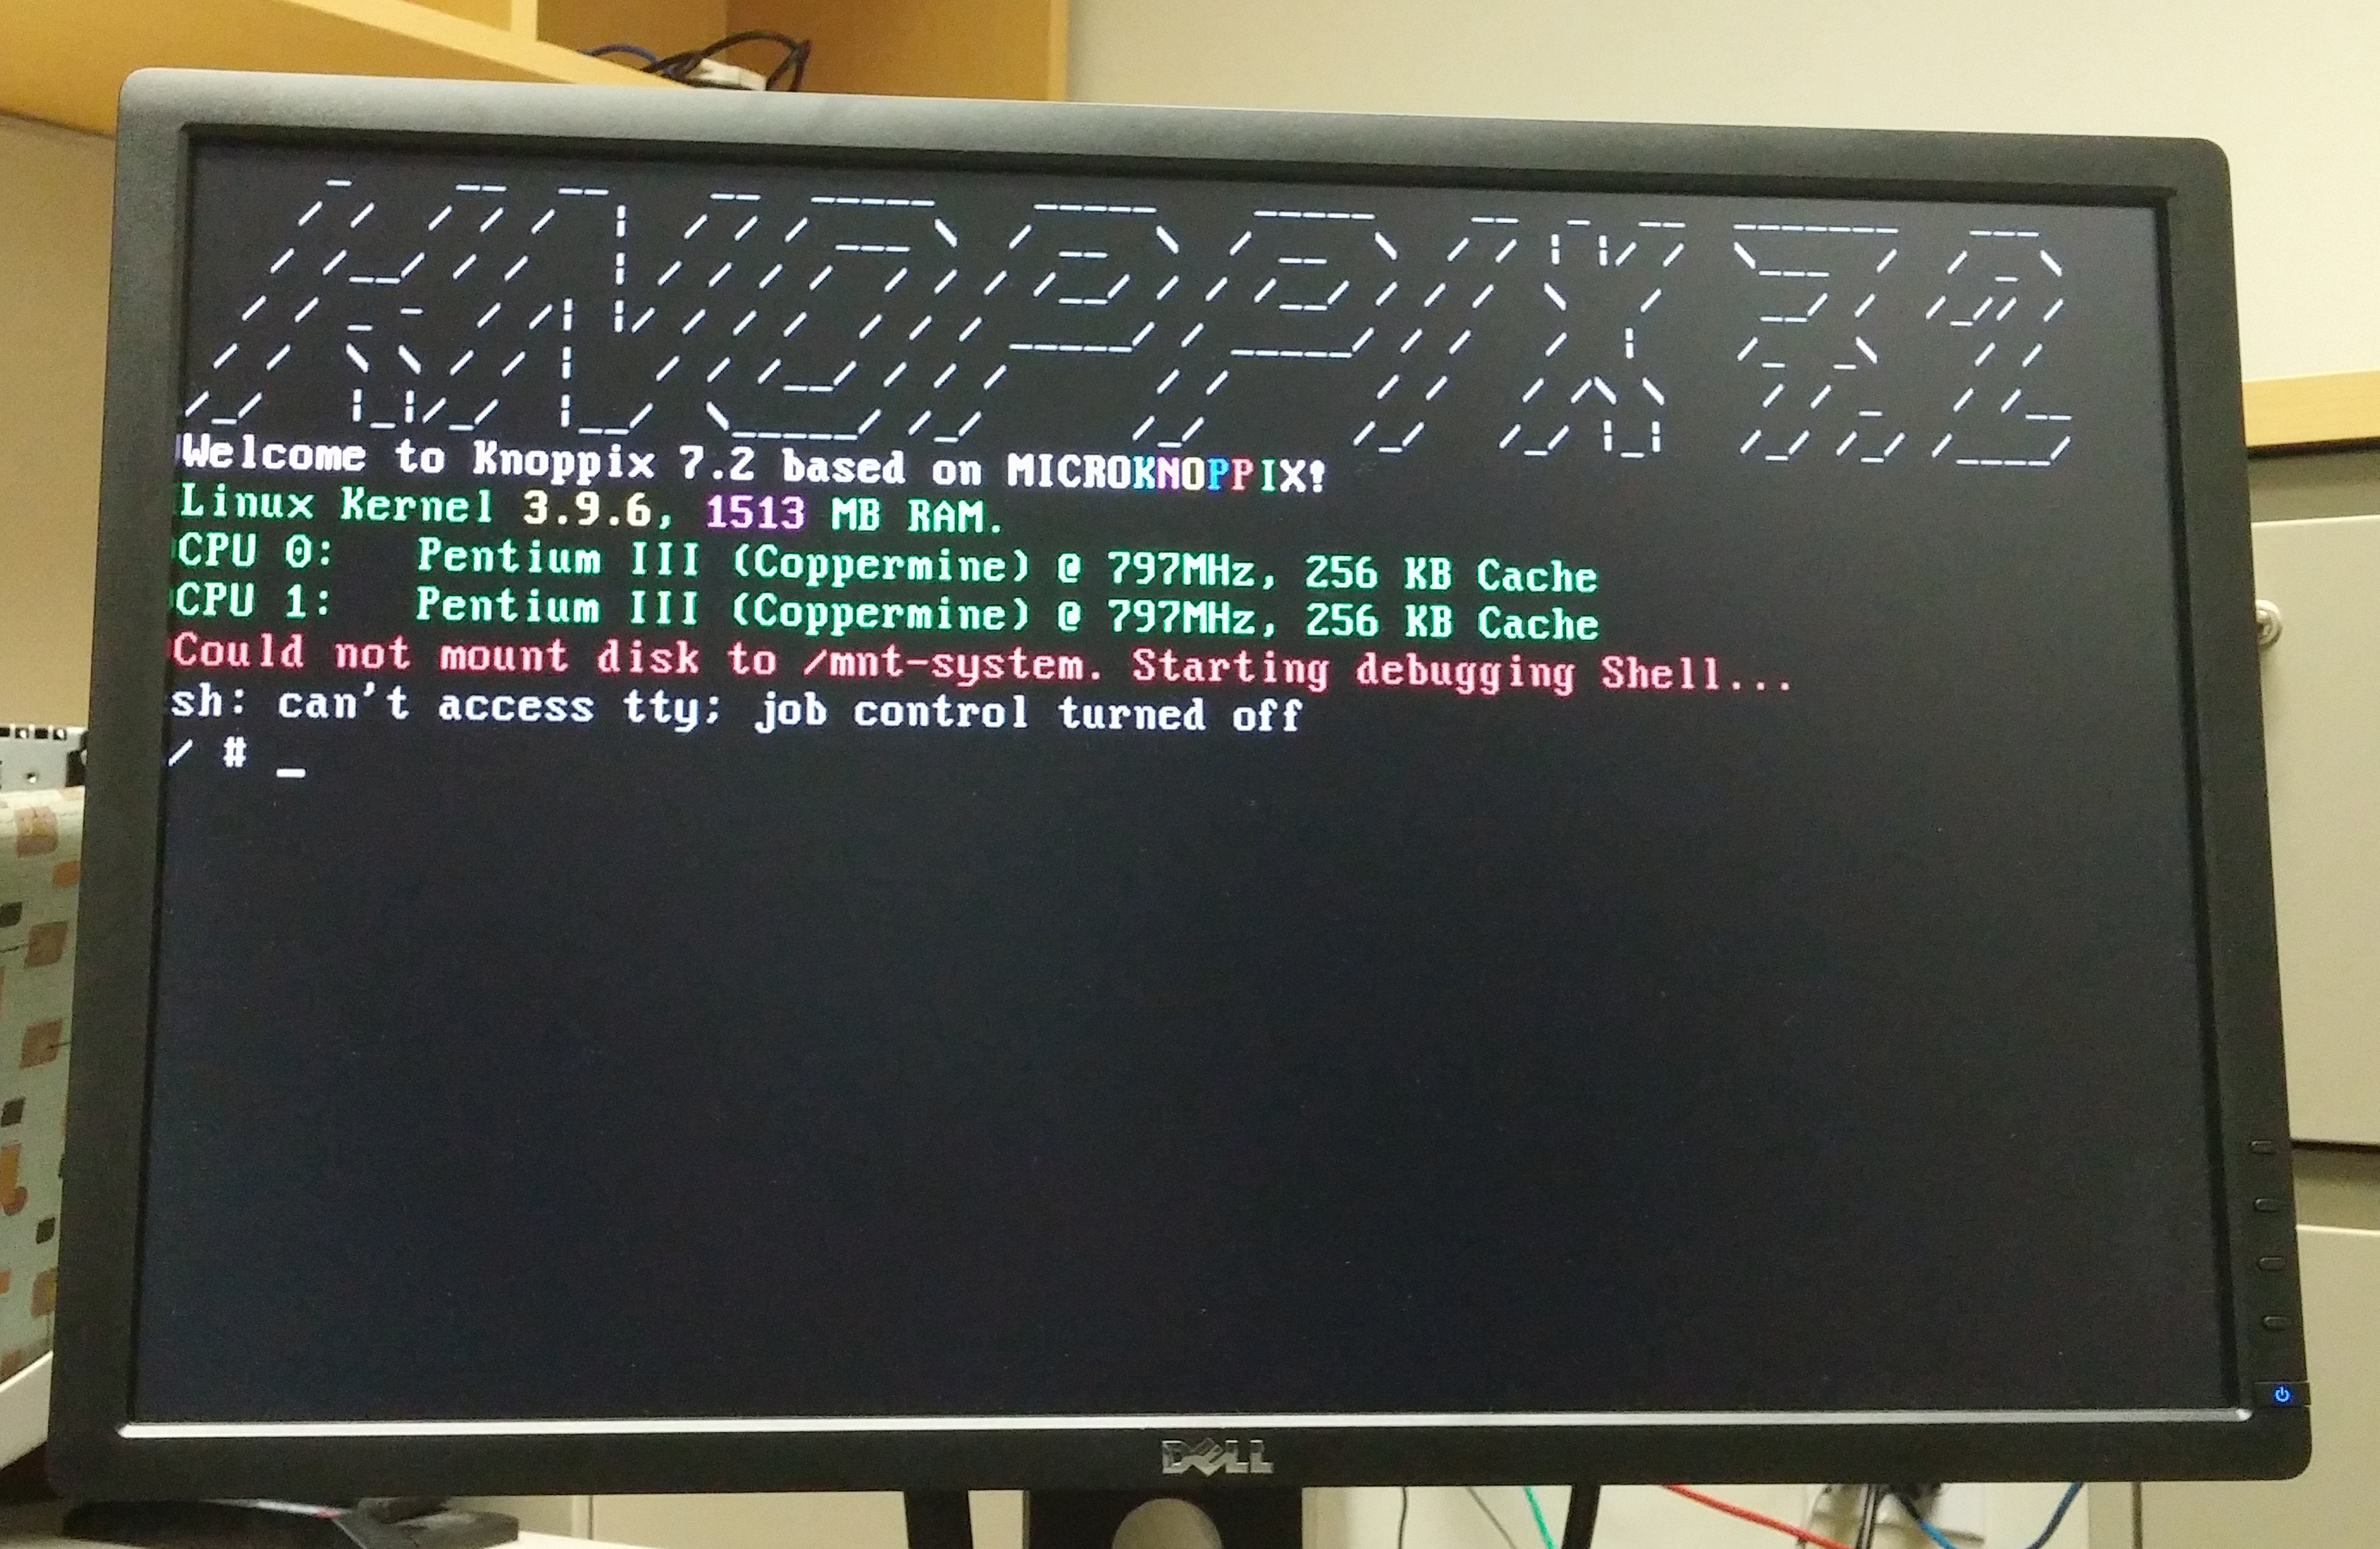 KNOPPIX 7.2
Welcome to Knoppix 7.2 based on MICROKNOPPIX!
Linux Kernel 3.9.6, 1513 MB RAM.
CPU 0: Pentium III (Coppermine) @ 797MHz, 256 KB Cache
CPU 1: Pentium III (Coppermine) @ 797MHz, 256 KB Cache
Could not mount disk to /mnt-system. Starting debugging Shell...
sh: can't access tty; job control turned off
/ # _
DELL